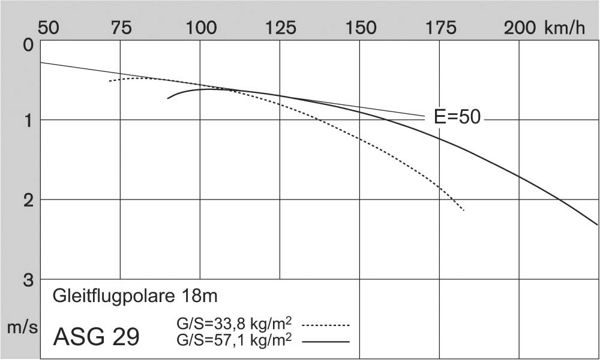 50 75 100 125 150 175 200 km/h
0
1
E=50
2
3
m/s
Gleitflugpolare 18m
ASG 29
G/S=33,8 kg/m²
G/S=57,1 kg/m²